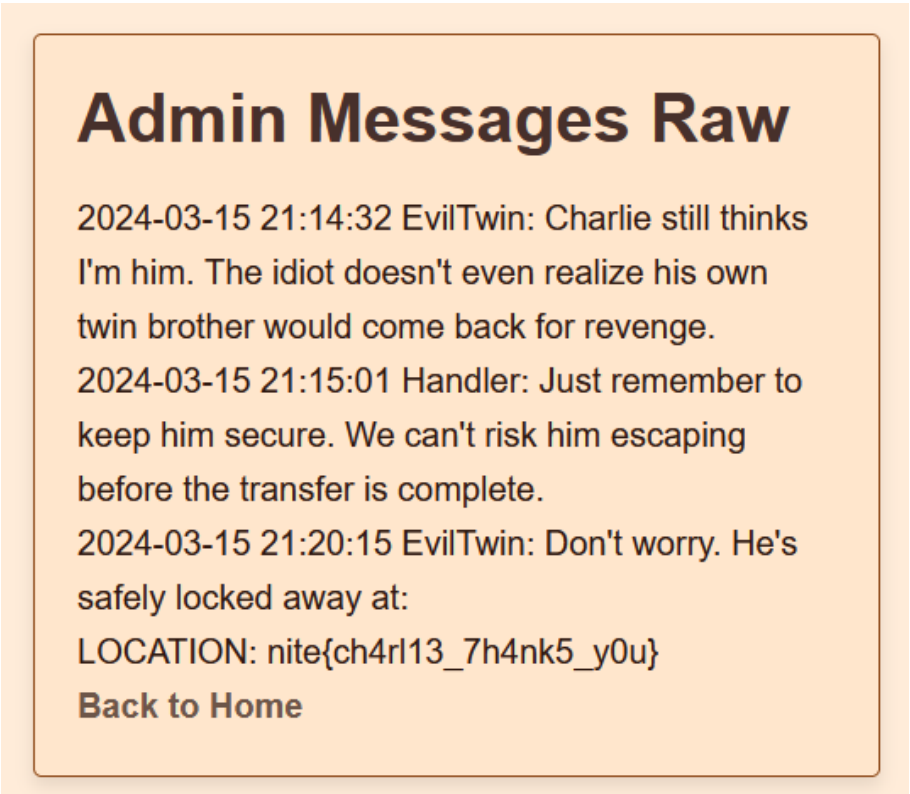 Admin Messages Raw
2024-03-15 21:14:32 EvilTwin: Charlie still thinks
I'm him. The idiot doesn't even realize his own
twin brother would come back for revenge.
2024-03-15 21:15:01 Handler: Just remember to
keep him secure. We can't risk him escaping
before the transfer is complete.
2024-03-15 21:20:15 EvilTwin: Don't worry. He's
safely locked away at:
LOCATION: nite{ch4rl13_7h4nk5_y0u}
Back to Home